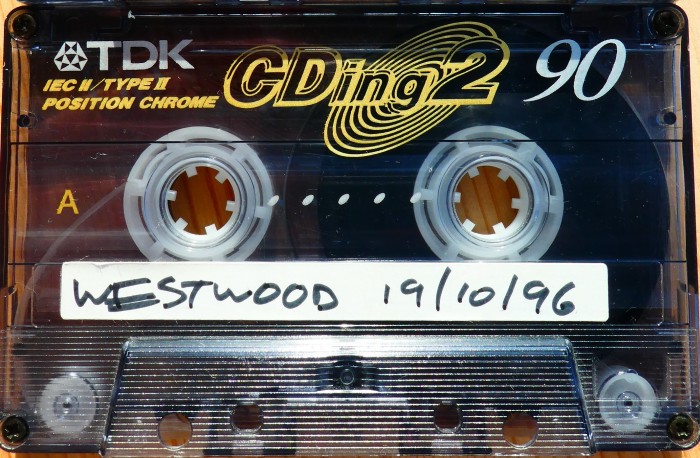 TDK CDing2 90
IEC II/TYPE II
POSITION CHROME
A
WESTWOOD 19/10/96